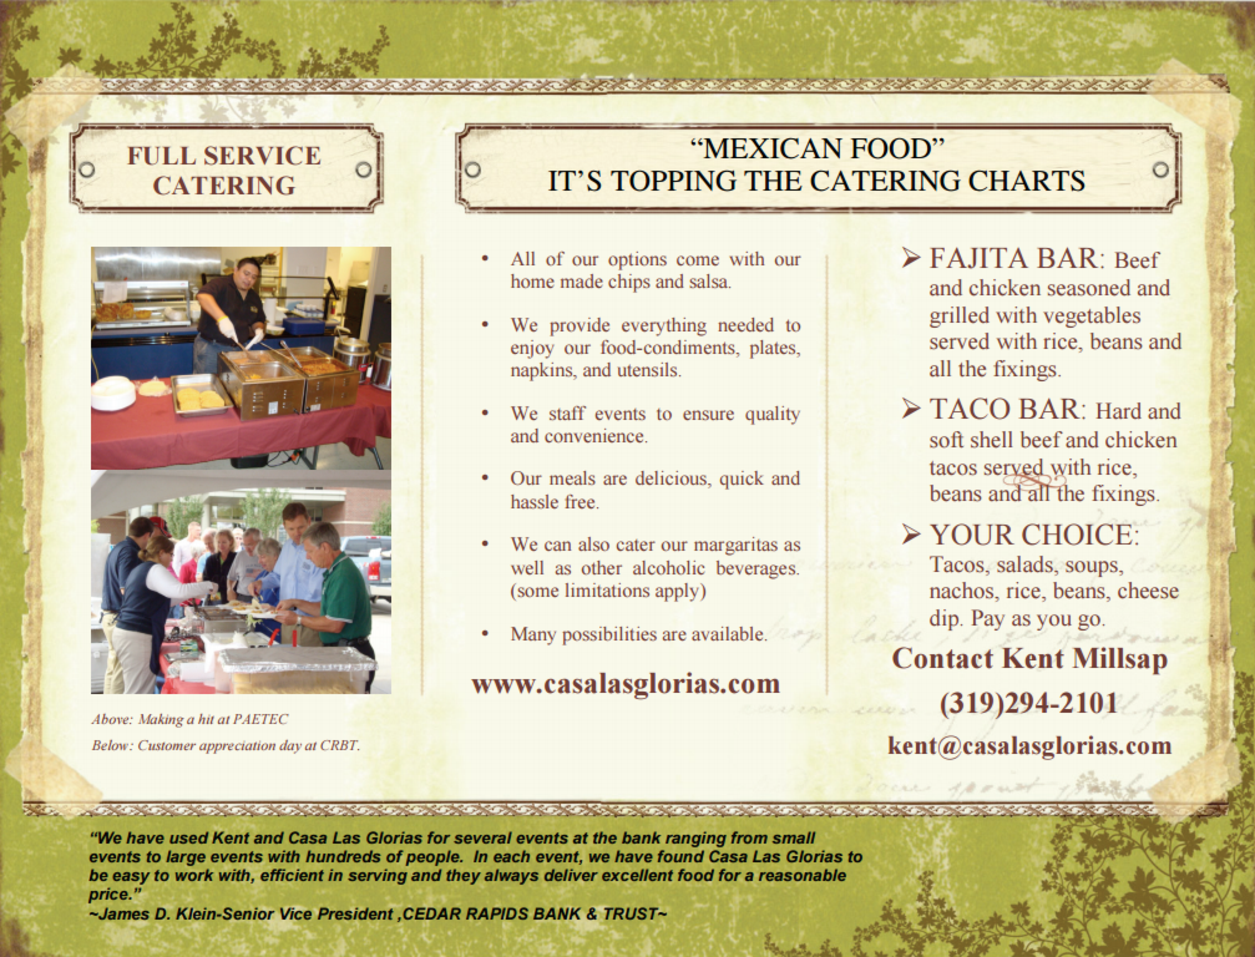 FULL SERVICE
CATERING
“MEXICAN FOOD”
IT’S TOPPING THE CATERING CHARTS
Above: Making a hit at PAETEC
Below: Customer appreciation day at CRBT.
• All of our options come with our
home made chips and salsa.
• We provide everything needed to
enjoy our food-condiments, plates,
napkins, and utensils.
• We staff events to ensure quality
and convenience.
• Our meals are delicious, quick and
hassle free.
• We can also cater our margaritas as
well as other alcoholic beverages.
(some limitations apply)
• Many possibilities are available.
www.casalasglorias.com
➢ FAJITA BAR: Beef
and chicken seasoned and
grilled with vegetables
served with rice, beans and
all the fixings.
➢ TACO BAR: Hard and
soft shell beef and chicken
tacos served with rice,
beans and all the fixings.
➢ YOUR CHOICE:
Tacos, salads, soups,
nachos, rice, beans, cheese
dip. Pay as you go.
Contact Kent Millsap
(319)294-2101
kent@casalasglorias.com
“We have used Kent and Casa Las Glorias for several events at the bank ranging from small
events to large events with hundreds of people.  In each event, we have found Casa Las Glorias to
be easy to work with, efficient in serving and they always deliver excellent food for a reasonable
price.”
~James D. Klein-Senior Vice President ,CEDAR RAPIDS BANK & TRUST~